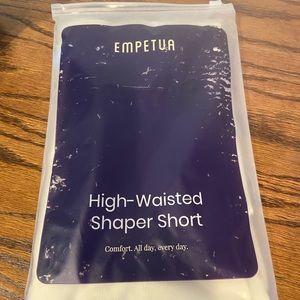 EMPETUA
High-Waisted
Shaper Short
Comfort. All day, every day.